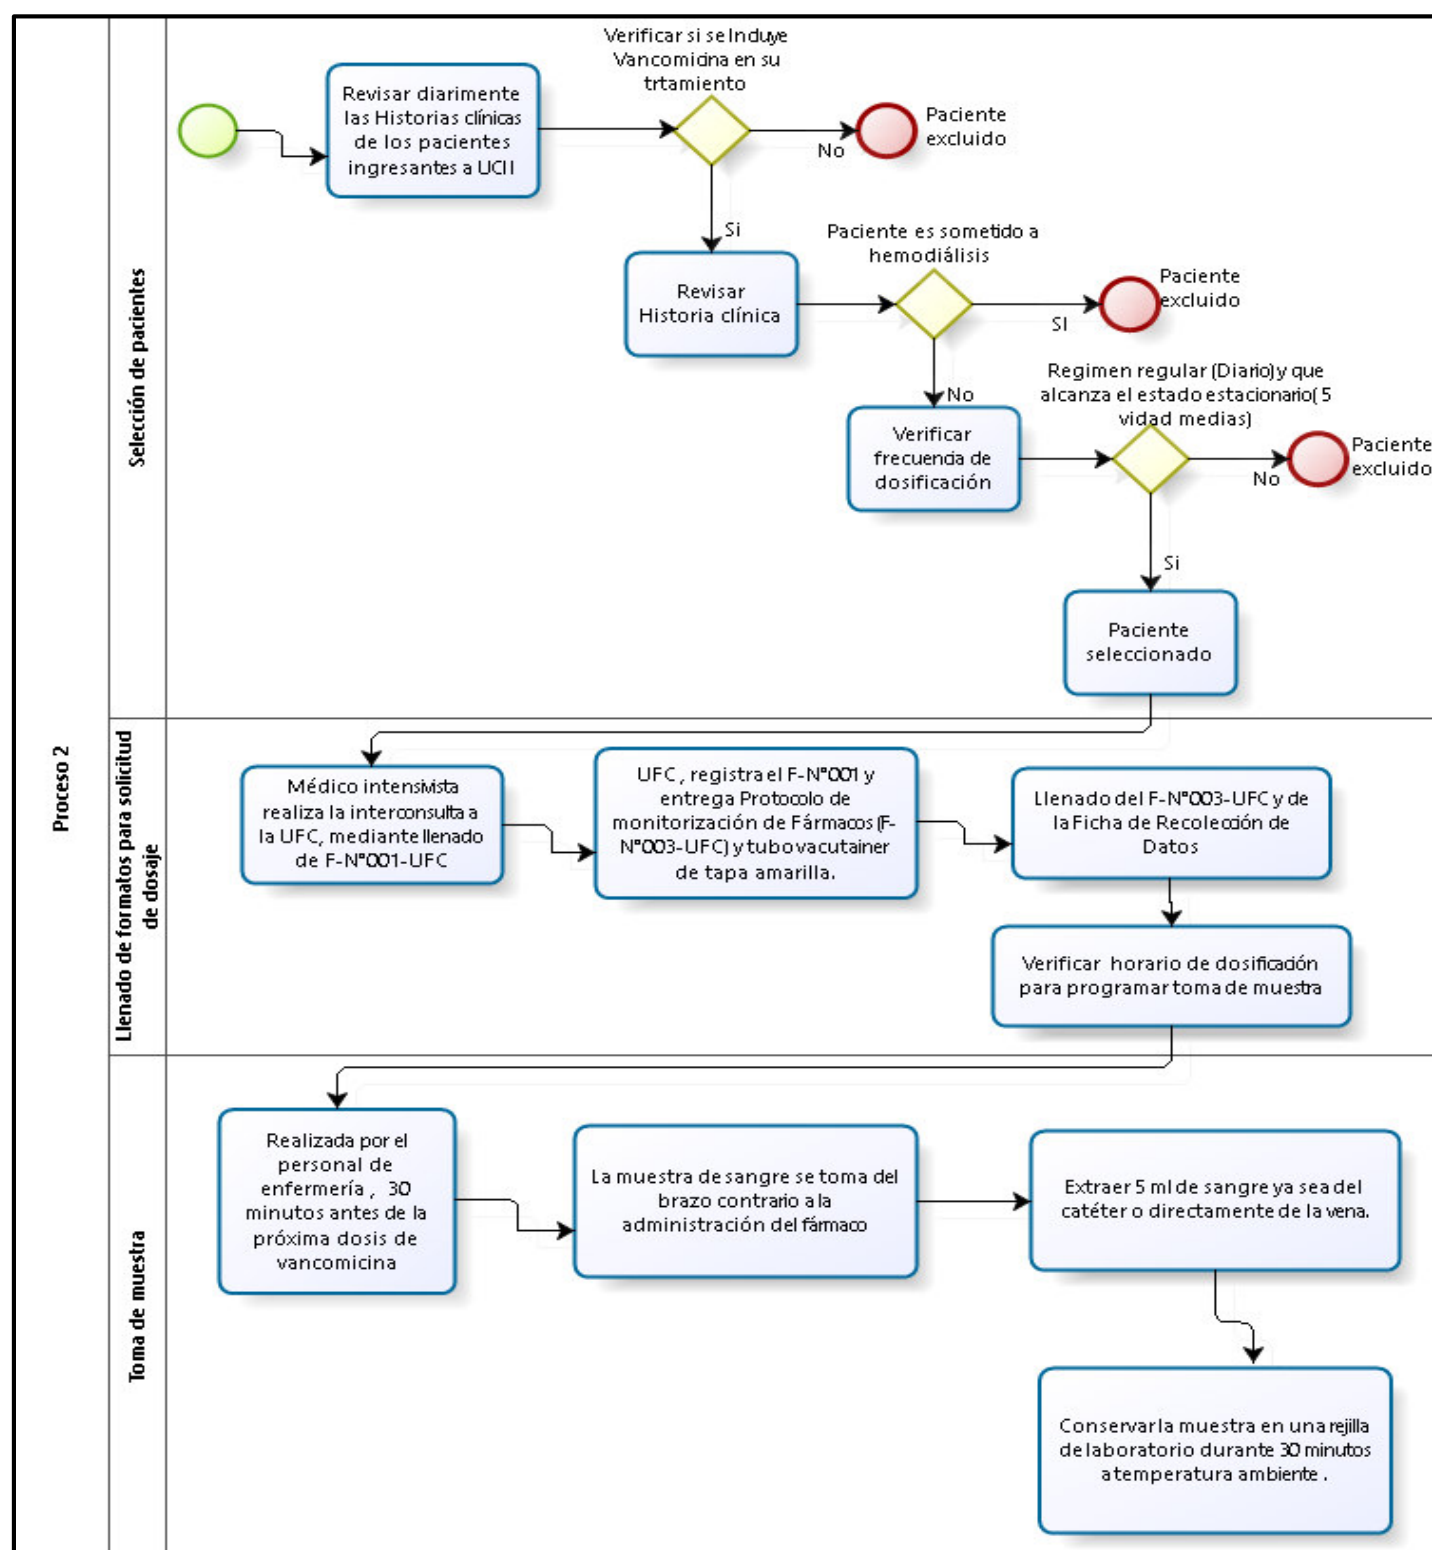 Proceso 2
Selección de pacientes
Verificar si se Incluye
Vancomicina en su
trtamiento
Revisar diarimente
las Historias clínicas
de los pacientes
ingresantes a UCII
No
Paciente
excluido
Si
Revisar
Historia clínica
Paciente es sometido a
hemodiálisis
SI
Paciente
excluido
No
Verificar
frecuencia de
dosificación
Regimen regular (Diario) y que
alcanza el estado estacionario( 5
vidad medias)
No
Paciente
excluido
Si
Paciente
seleccionado
Llenado de formatos para solicitud
de dosaje
Médico intensivista
realiza la interconsulta a
la UFC, mediante llenado
de F-N°001-UFC
UFC , registra el F-N°001 y
entrega Protocolo de
monitorización de Fármacos (F-
N°003-UFC) y tubo vacutainer
de tapa amarilla.
Llenado del F-N°003-UFC y de
la Ficha de Recolección de
Datos
Verificar horario de dosificación
para programar toma de muestra
Toma de muestra
Realizada por el
personal de
enfermería , 30
minutos antes de la
próxima dosis de
vancomicina
La muestra de sangre se toma del
brazo contrario a la
administración del fármaco
Extraer 5 ml de sangre ya sea del
catéter o directamente de la vena.
Conservar la muestra en una rejilla
de laboratorio durante 30 minutos
a temperatura ambiente .